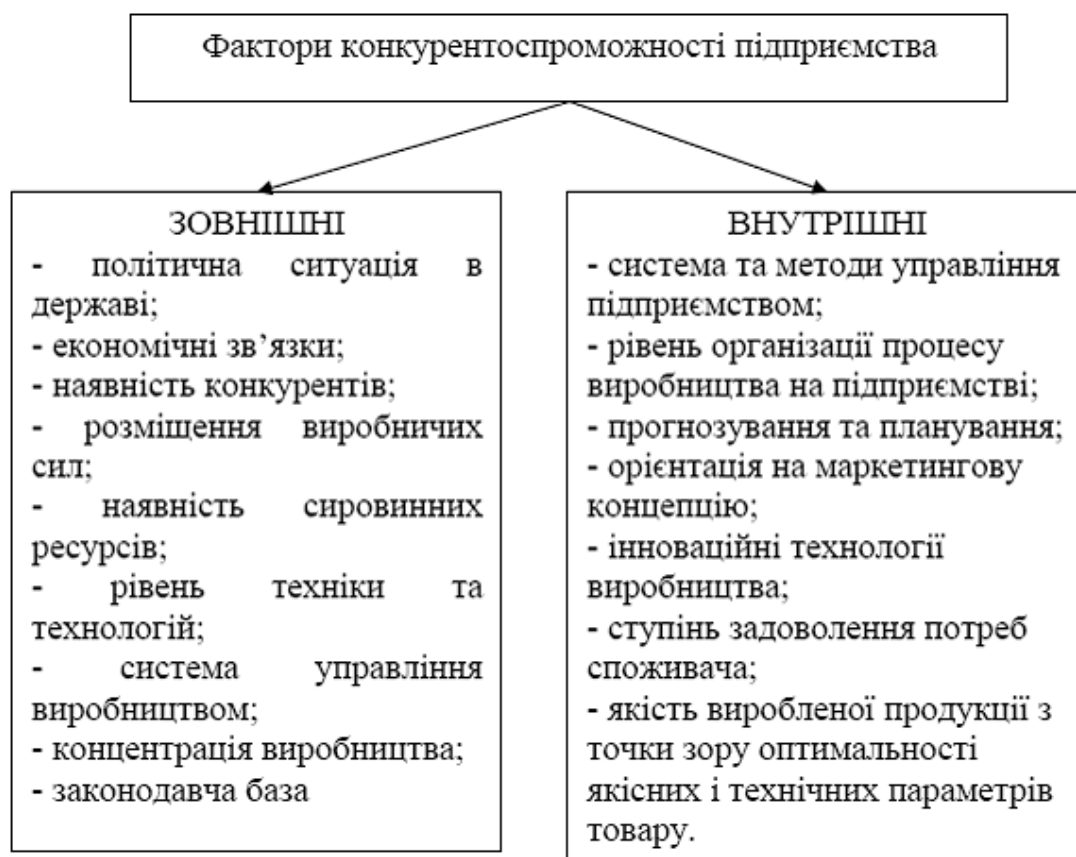 Фактори конкурентоспроможності підприємства
ЗОВНІШНІ
- політична ситуація в
державі;
- економічні зв’язки;
- наявність конкурентів;
- розміщення виробничих
сил;
- наявність сировинних
ресурсів;
- рівень техніки та
технологій;
- система управління
виробництвом;
- концентрація виробництва;
- законодавча база
ВНУТРІШНІ
- система та методи управління
підприємством;
- рівень організації процесу
виробництва на підприємстві;
- прогнозування та планування;
- орієнтація на маркетингову
концепцію;
- інноваційні технології
виробництва;
- ступінь задоволення потреб
споживача;
- якість виробленої продукції з
точки зору оптимальності
якісних і технічних параметрів
товару.